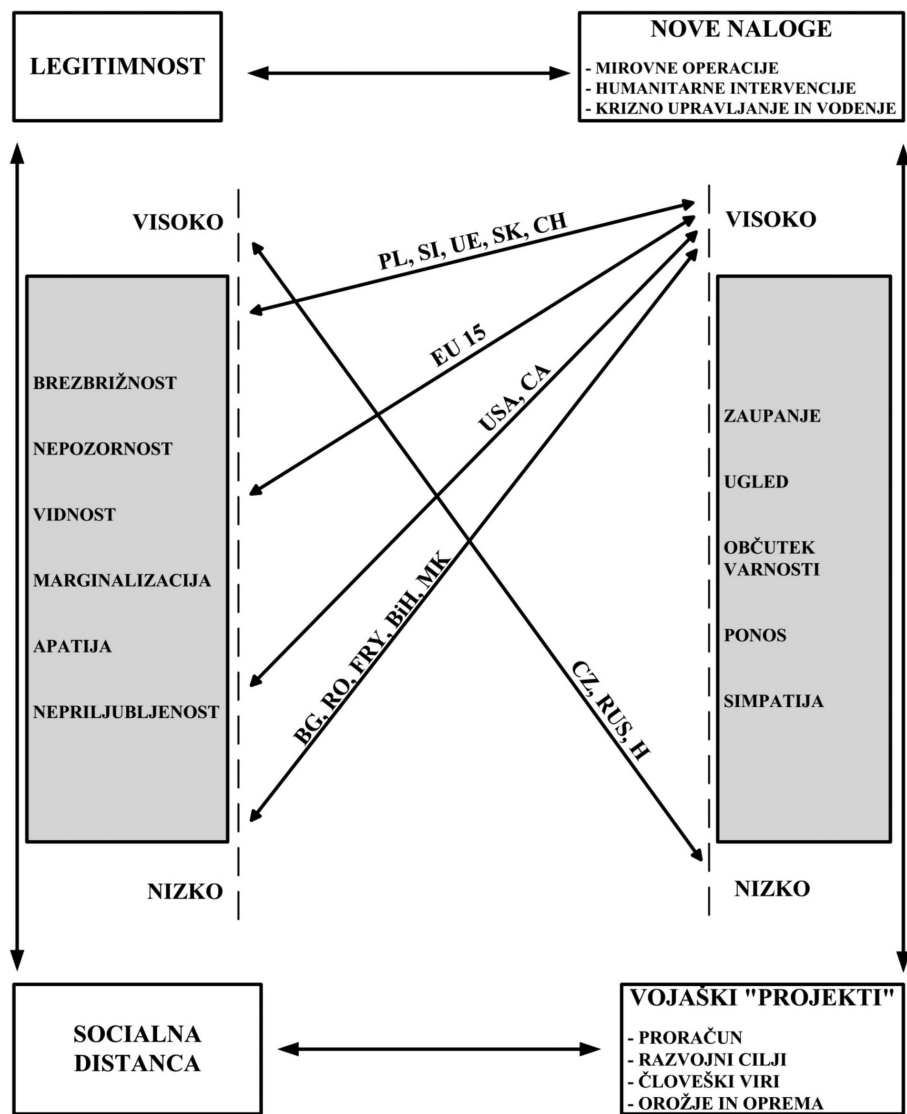 LEGITIMNOST
NOVE NALOGE
- MIROVNE OPERACIJE
- HUMANITARNE INTERVENCIJE
- KRIZNO UPRAVLJANJE IN VODENJE
VISOKO
VISOKO
PL, SI, UE, SK, CH
EU 15
USA, CA
BG, RO, FRY, BiH, MK
CZ, RUS, H
BREZBRIŽNOST
NEPOZORNOST
VIDNOST
MARGINALIZACIJA
APATIJA
NEPRILJUBLJENOST
ZAUPANJE
UGLED
OBČUTEK
VARNOSTI
PONOS
SIMPATIJA
NIZKO
NIZKO
SOCIALNA
DISTANCA
VOJAŠKI "PROJEKTI"
- PRORAČUN
- RAZVOJNI CILJI
- ČLOVEŠKI VIRI
- OROŽJE IN OPREMA